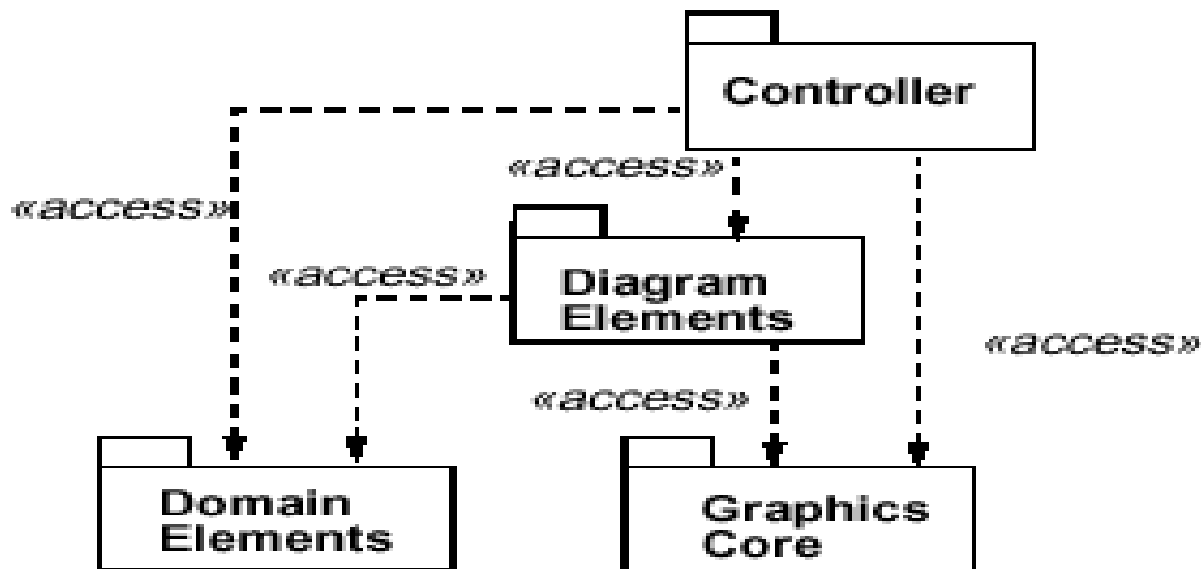 Controller
«access»
«access»
«access»
Diagram
Elements
«access»
«access»
Domain
Elements
Graphics
Core